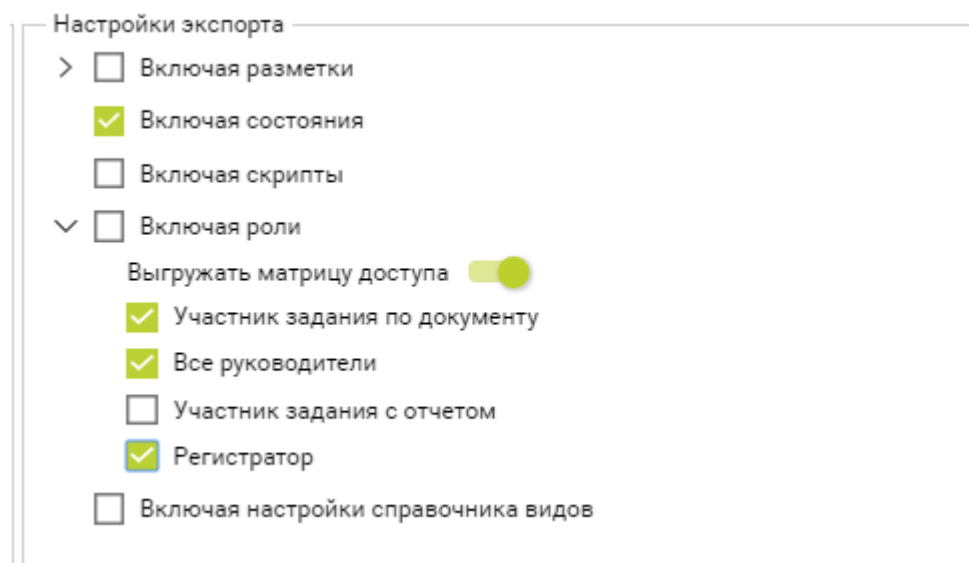 Настройки экспорта
Включая разметки
Включая состояния
Включая скрипты
Включая роли
Выгружать матрицу доступа
Участник задания по документу
Все руководители
Участник задания с отчетом
Регистратор
Включая настройки справочника видов